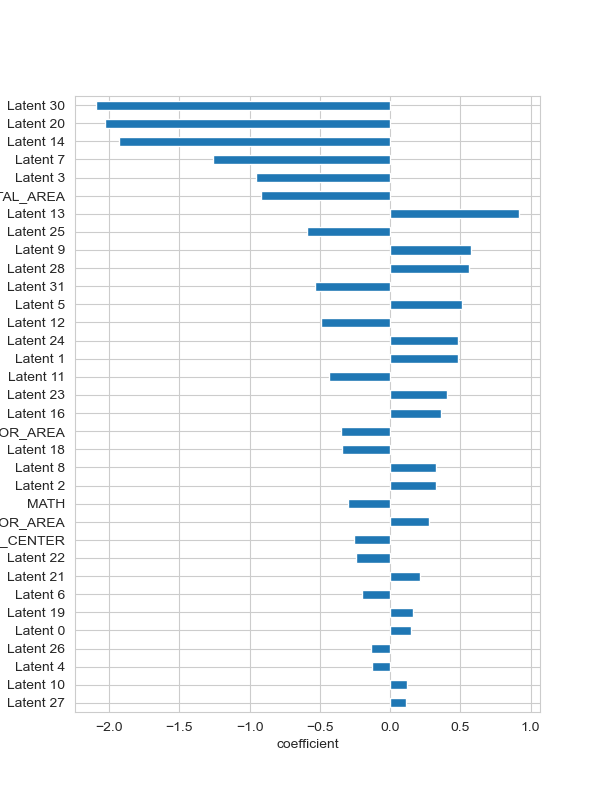 Latent 30
Latent 20
Latent 14
Latent 7
Latent 3
TAL_AREA
Latent 13
Latent 25
Latent 9
Latent 28
Latent 31
Latent 5
Latent 12
Latent 24
Latent 1
Latent 11
Latent 23
Latent 16
OR_AREA
Latent 18
Latent 8
Latent 2
MATH
OR_AREA
_CENTER
Latent 22
Latent 21
Latent 6
Latent 19
Latent 0
Latent 26
Latent 4
Latent 10
Latent 27
−2.0 −1.5 −1.0 −0.5 0.0 0.5 1.0
coefficient